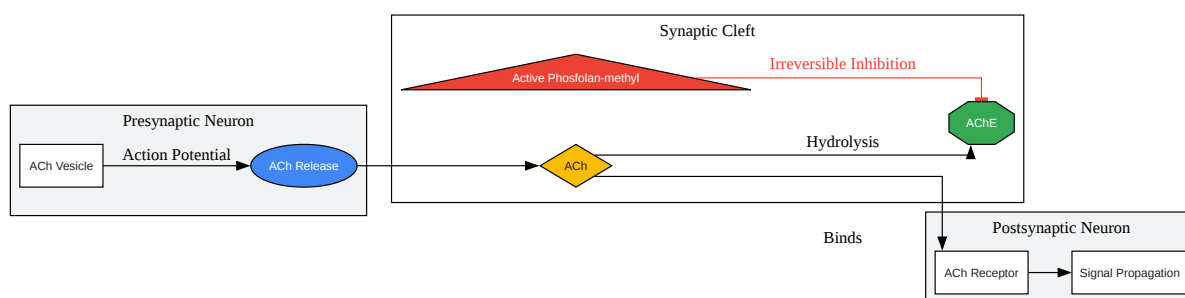 Synaptic Cleft
Active Phosfolan-methyl
Irreversible Inhibition
AChE
Presynaptic Neuron
ACh Vesicle
Action Potential
ACh Release
ACh
Hydrolysis
Binds
Postsynaptic Neuron
ACh Receptor
Signal Propagation